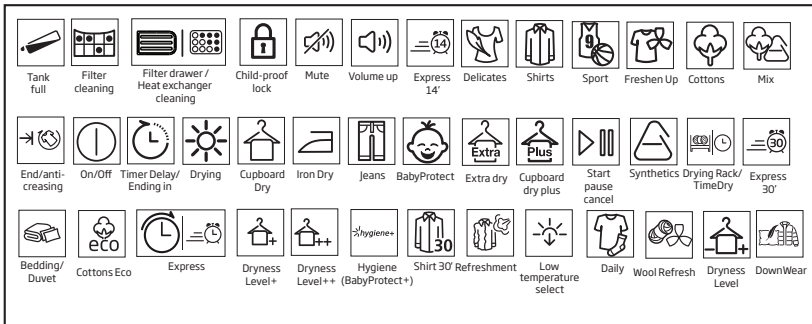 14
9
Tank
full
Filter
cleaning
Filter drawer /
Heat exchanger
cleaning
Child-proof
lock
Mute
Volume up
Express
14'
Delicates
Shirts
Sport
Freshen Up
Cottons
Mix
Extra
Plus
30
End/anti-
creasing
On/Off
Timer Delay/
Ending in
Drying
Cupboard
Dry
Iron Dry
Jeans
BabyProtect
Extra dry
Cupboard
dry plus
Start
pause
cancel
Synthetics
Drying Rack/
TimeDry
Express
30'
eco
+
++
hygiene+
30
- +
Bedding/
Duvet
Cottons Eco
Express
Dryness
Level+
Dryness
Level++
Hygiene
(BabyProtect+)
Shirt 30'
Refreshment
Low
temperature
select
Daily
Wool Refresh
Dryness
Level
DownWear